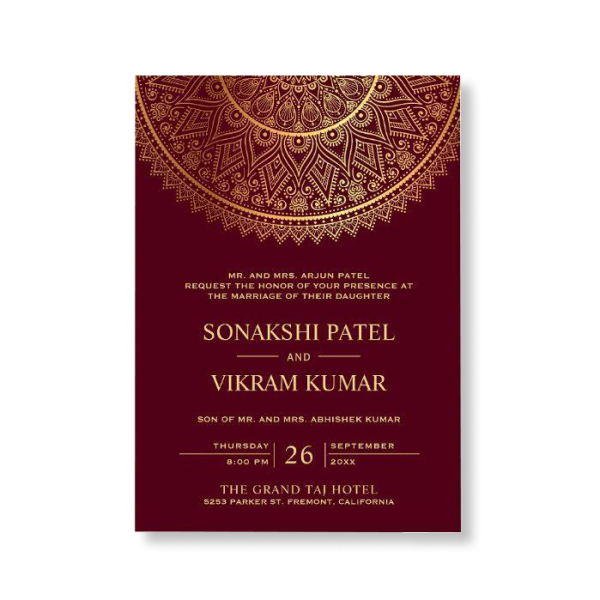 MR. AND MRS. ARJUN PATEL
REQUEST THE HONOR OF YOUR PRESENCE AT
THE MARRIAGE OF THEIR DAUGHTER
SONAKSHI PATEL
AND
VIKRAM KUMAR
SON OF MR. AND MRS. ABHISHEK KUMAR
THURSDAY
8:00 PM
26
SEPTEMBER
20XX
THE GRAND TAJ HOTEL
5253 PARKER ST. FREMONT, CALIFORNIA